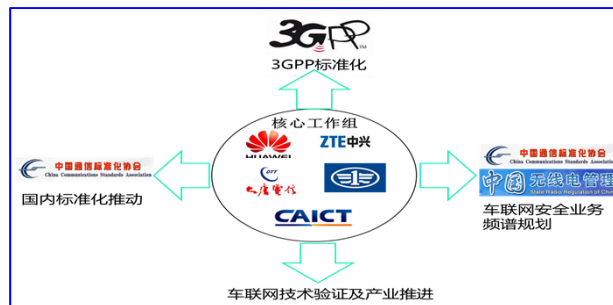 3GPP™
3GPP标准化
核心工作组
HUAWEI
ZTE中兴
DTT
大唐电信
CAICT
中国通信标准化协会
China Communications Standards Association
国内标准化推动
中国通信标准化协会
China Communications Standards Association
中国无线电管理
State Radio Regulation of China
车联网安全业务
频谱规划
车联网技术验证及产业推进